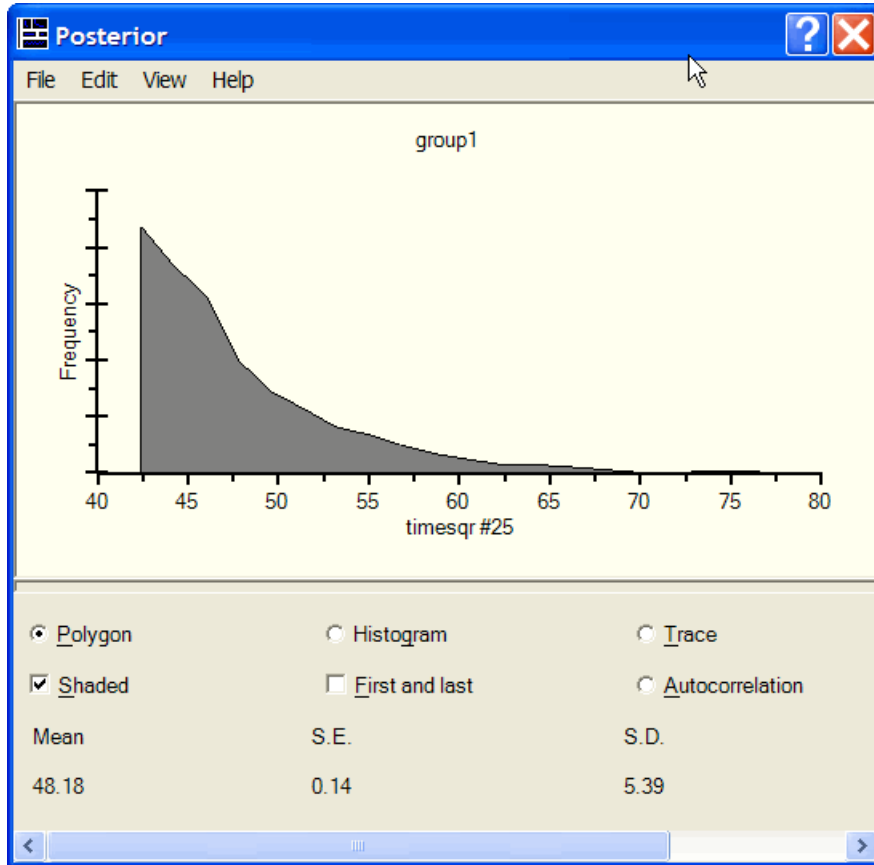 Posterior
File Edit View Help
group1
Frequency
40 45 50 55 60 65 70 75 80
timesqr #25
Polygon Histogram Trace
Shaded First and last Autocorrelation
Mean S.E. S.D.
48.18 0.14 5.39